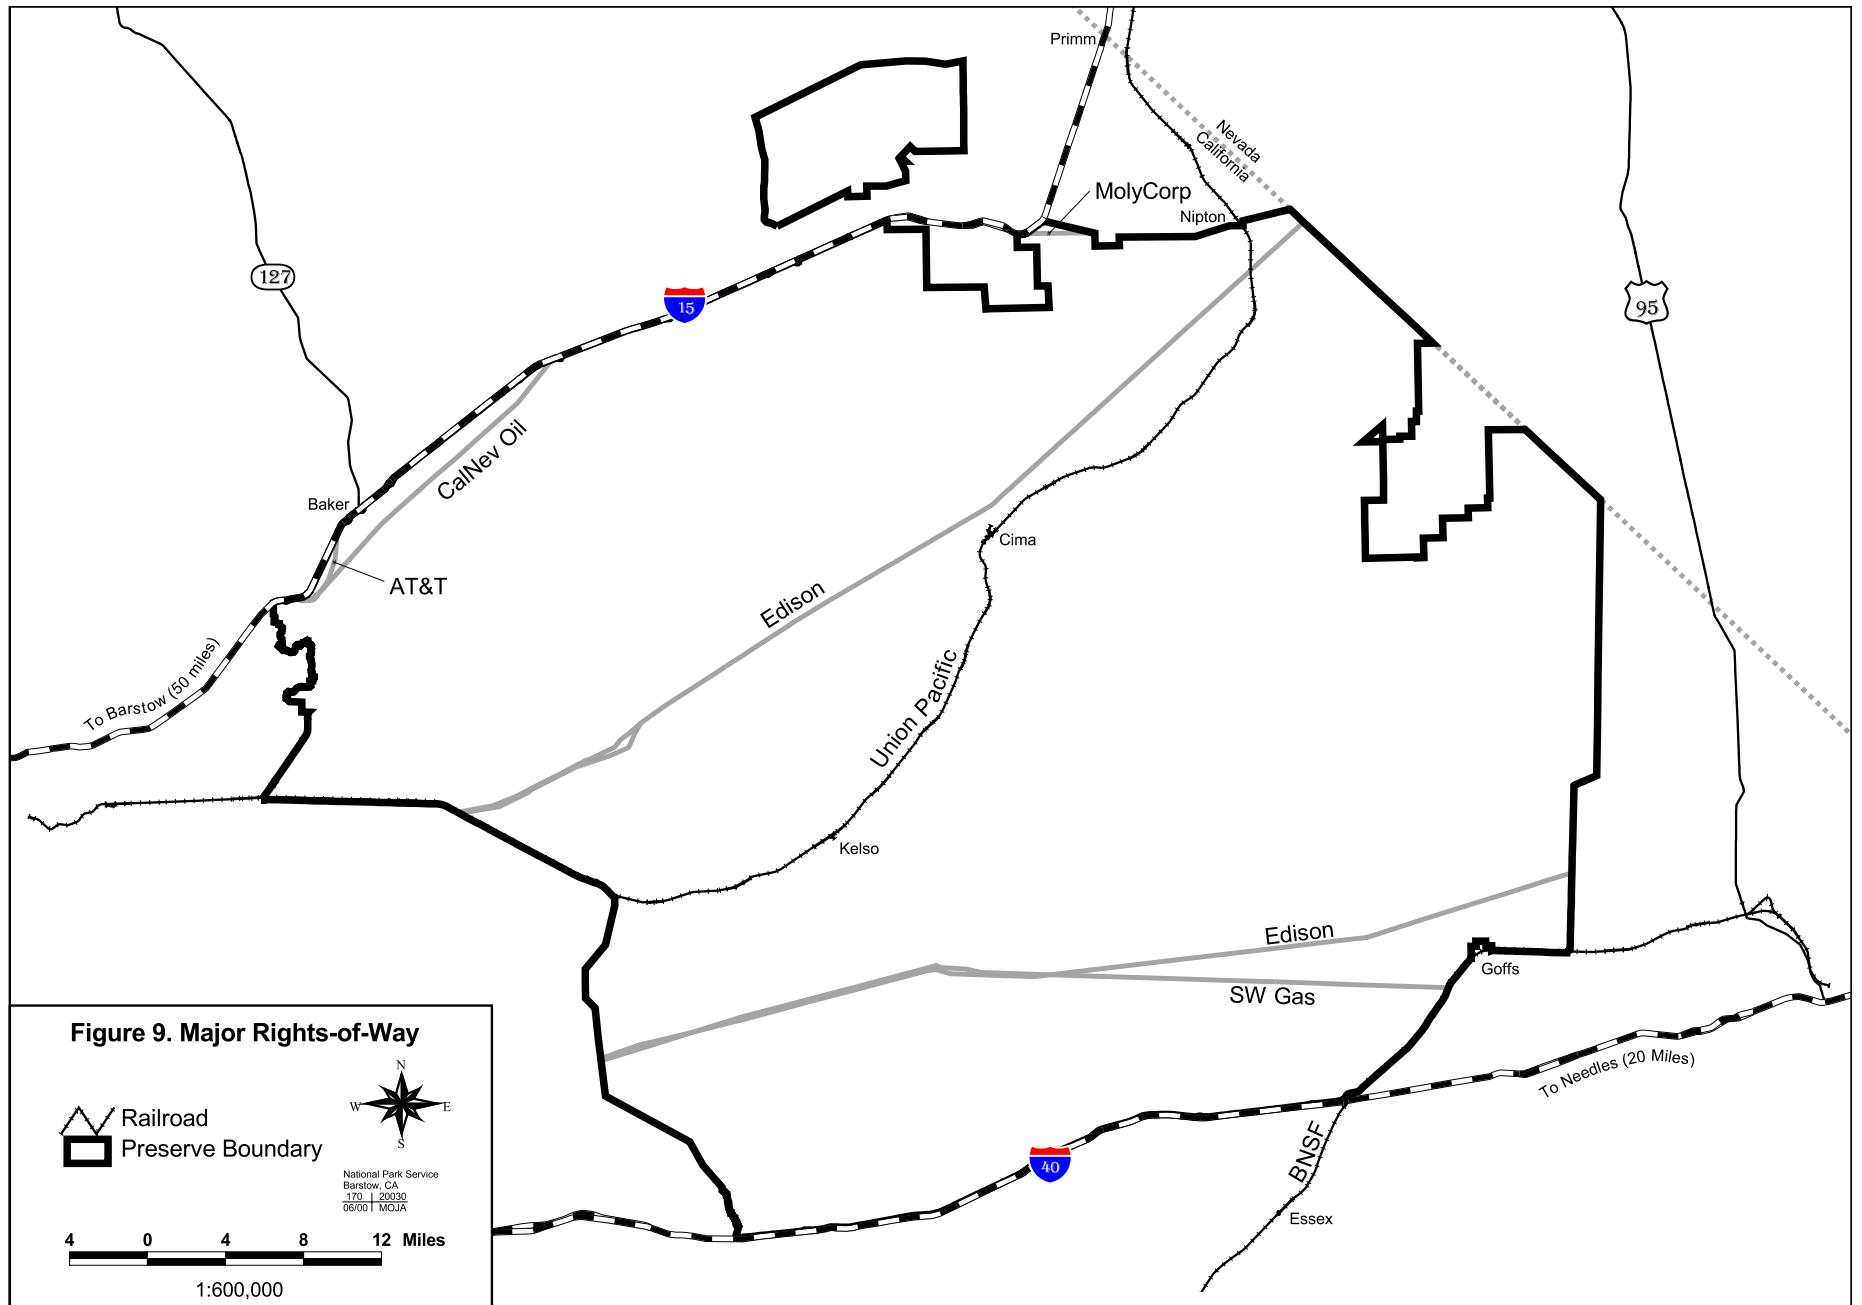 Primm
Nevada
California
MolyCorp
Nipton
127
15
95
CalNev Oil
Baker
Cima
AT&T
Edison
To Barstow (50 miles)
Union Pacific
Kelso
Edison
Goffs
SW Gas
To Needles (20 Miles)
BNSF
40
Essex
Figure 9. Major Rights-of-Way
N
W E
S
Railroad
Preserve Boundary
National Park Service
Barstow, CA
170 20030
06/00 MOJA
4 0 4 8 12 Miles
1:600,000